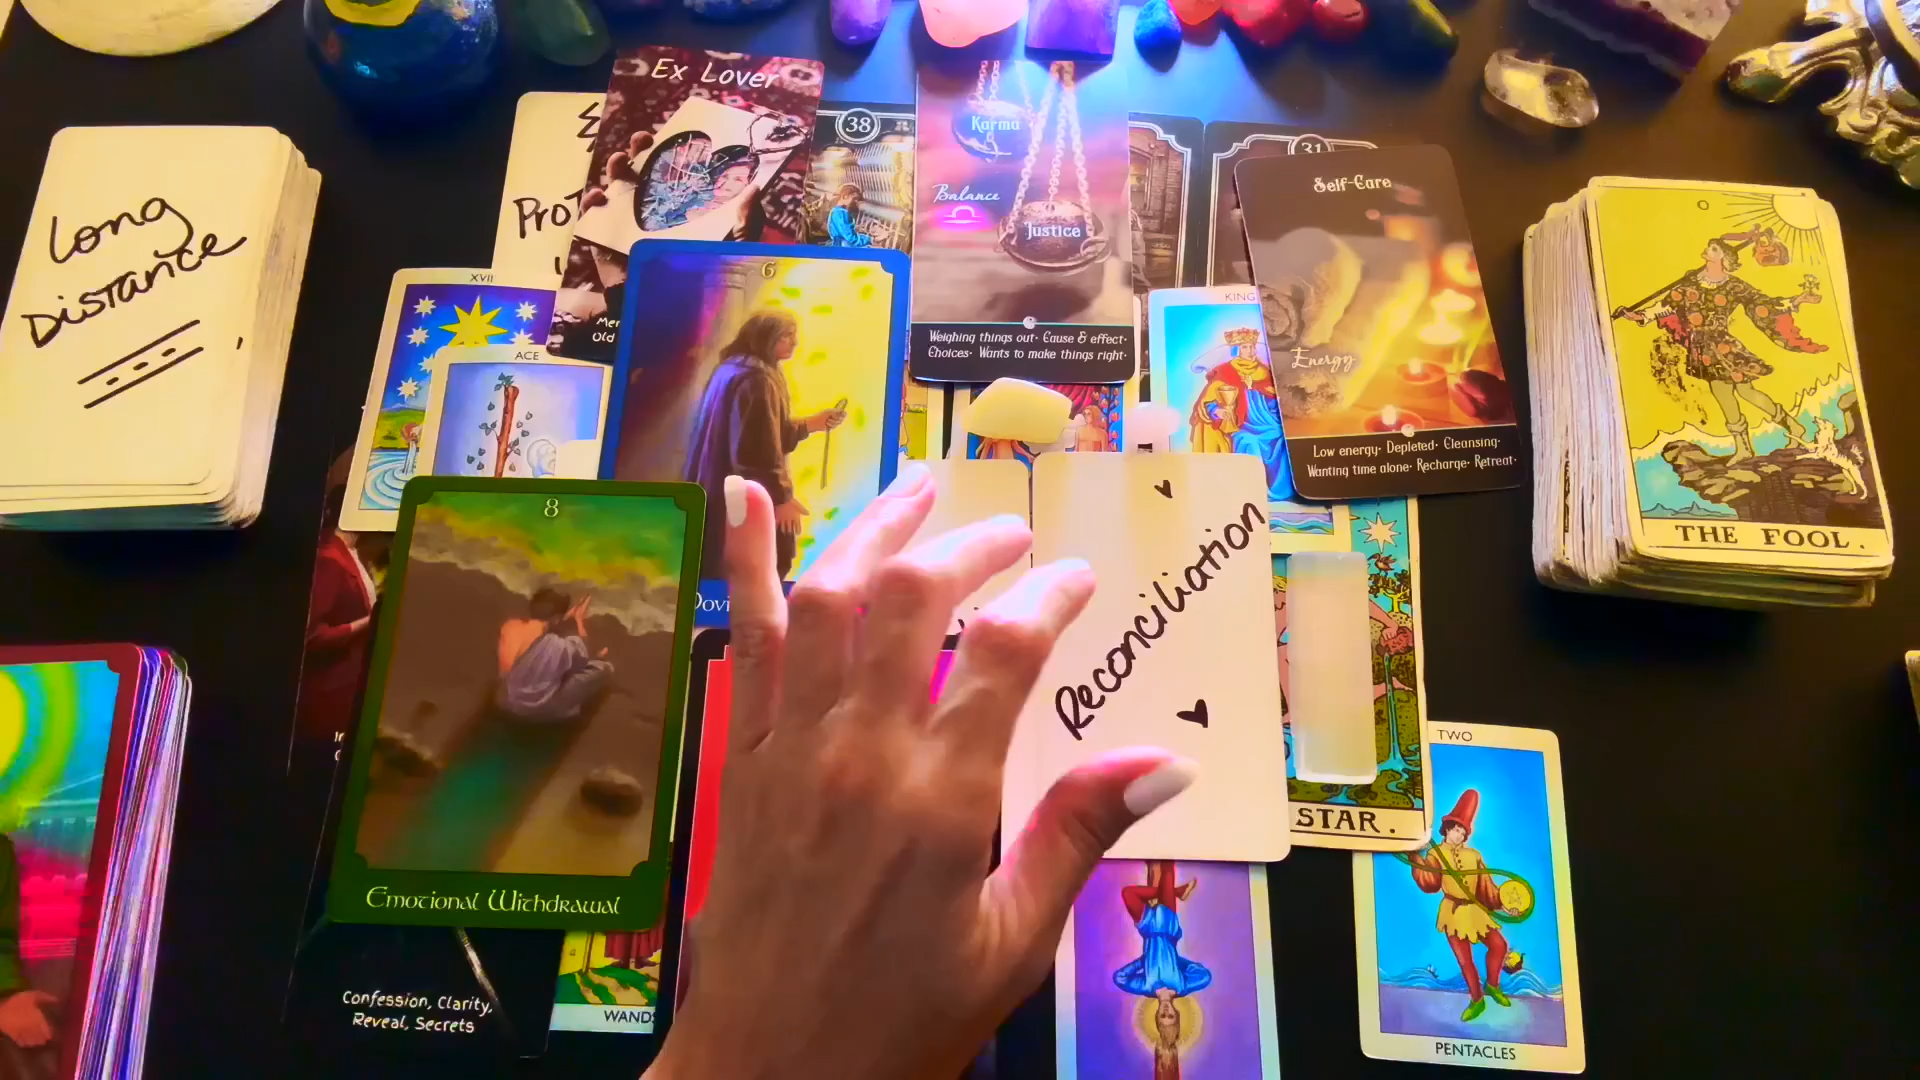 Long
Distance
Ex Lover
38
Karma
Balance
Justice
Weighing things out· Cause & effect·
Choices· Wants to make things right·
31
Self-Care
Energy
Low energy· Depleted· Cleansing·
Wanting time alone· Recharge· Retreat·
THE FOOL.
XVII
ACE
6
KING
8
Emotional Withdrawal
Reconciliation
STAR.
TWO
PENTACLES
Confession, Clarity,
Reveal, Secrets
WANDS